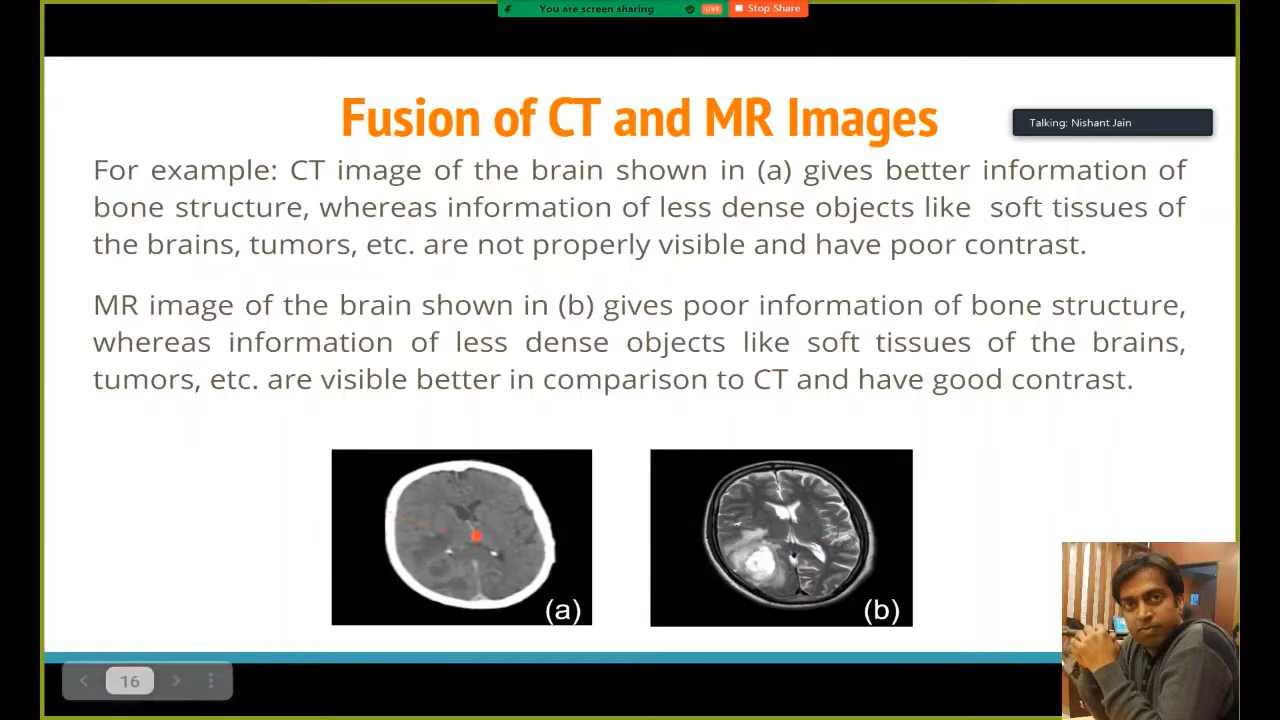 You are screen sharing LIVE Stop Share
Fusion of CT and MR Images
Talking: Nishant Jain
For example: CT image of the brain shown in (a) gives better information of
bone structure, whereas information of less dense objects like soft tissues of
the brains, tumors, etc. are not properly visible and have poor contrast.
MR image of the brain shown in (b) gives poor information of bone structure,
whereas information of less dense objects like soft tissues of the brains,
tumors, etc. are visible better in comparison to CT and have good contrast.
(a)
(b)
16